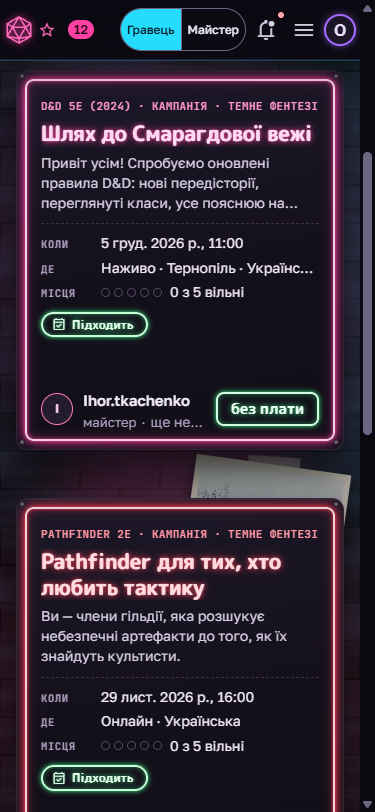 12
Гравець Майстер
О
D&D 5E (2024) · КАМПАНІЯ · ТЕМНЕ ФЕНТЕЗІ
Шлях до Смарагдової вежі
Привіт усім! Спробуємо оновлені
правила D&D: нові передісторії,
переглянуті класи, усе пояснюю на...
КОЛИ 5 груд. 2026 р., 11:00
ДЕ Наживо · Тернопіль · Українс...
МІСЦЯ 0 з 5 вільні
Підходить
I Ihor.tkachenko
майстер · ще не...
без плати
PATHFINDER 2E · КАМПАНІЯ · ТЕМНЕ ФЕНТЕЗІ
Pathfinder для тих, хто
любить тактику
Ви — члени гільдії, яка розшукує
небезпечні артефакти до того, як їх
знайдуть культисти.
КОЛИ 29 лист. 2026 р., 16:00
ДЕ Онлайн · Українська
МІСЦЯ 0 з 5 вільні
Підходить